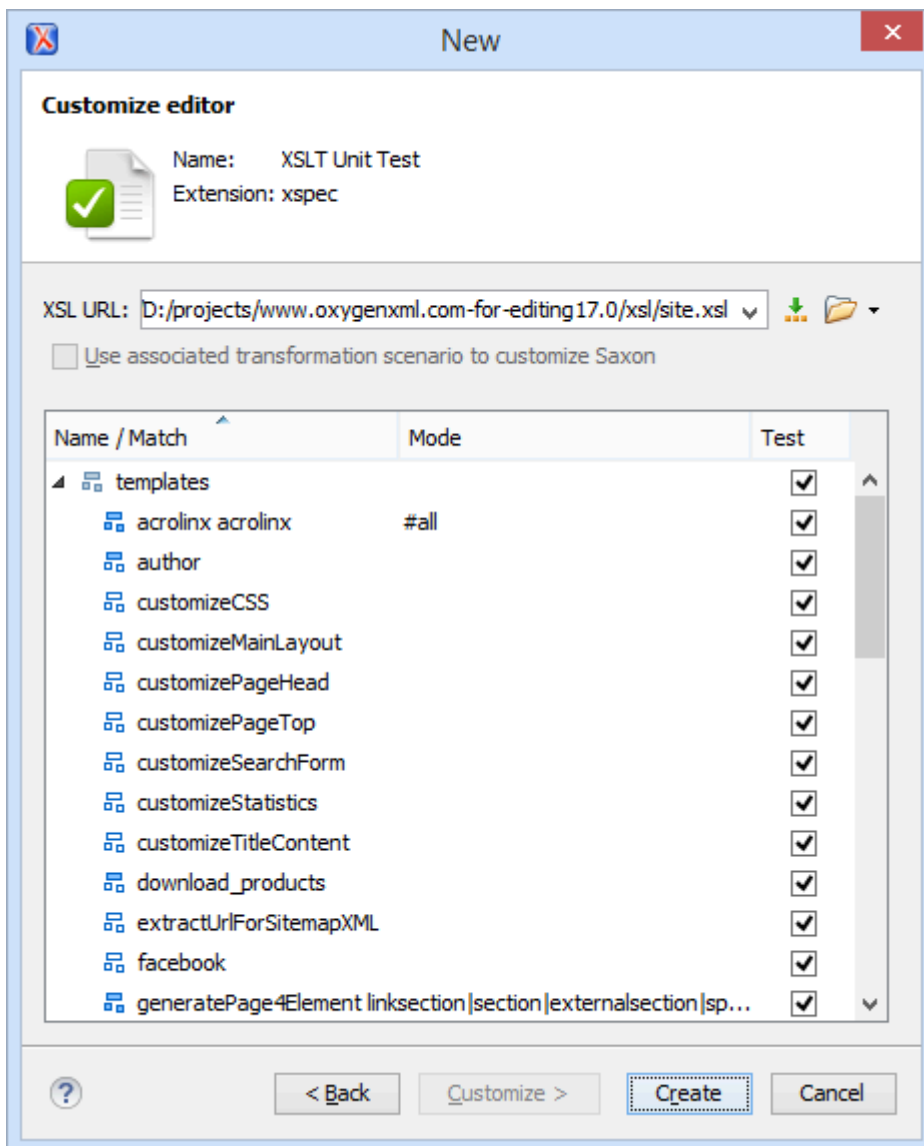 New
Customize editor
Name: XSLT Unit Test
Extension: xspec
XSL URL: D:/projects/www.oxygenxml.com-for-editing17.0/xsl/site.xsl
Use associated transformation scenario to customize Saxon
Name / Match Mode Test
templates
acrolinx acrolinx #all
author
customizeCSS
customizeMainLayout
customizePageHead
customizePageTop
customizeSearchForm
customizeStatistics
customizeTitleContent
download_products
extractUrlForSitemapXML
facebook
generatePage4Element linksection|section|externalsection|sp...
? < Back Customize > Create Cancel